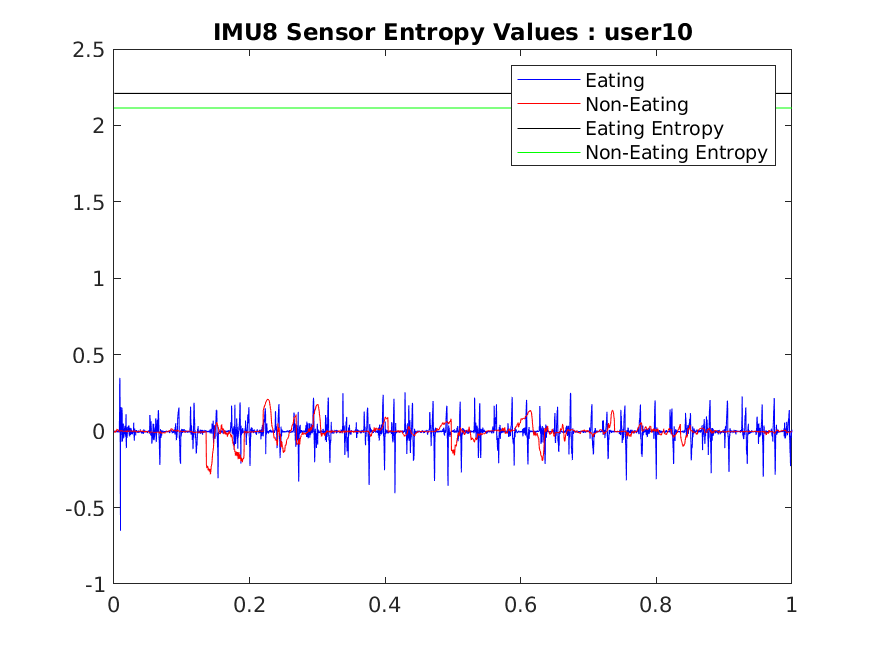 IMU8 Sensor Entropy Values : user10
2.5
2
1.5
1
0.5
0
-0.5
-1
Eating
Non-Eating
Eating Entropy
Non-Eating Entropy
0
0.2
0.4
0.6
0.8
1